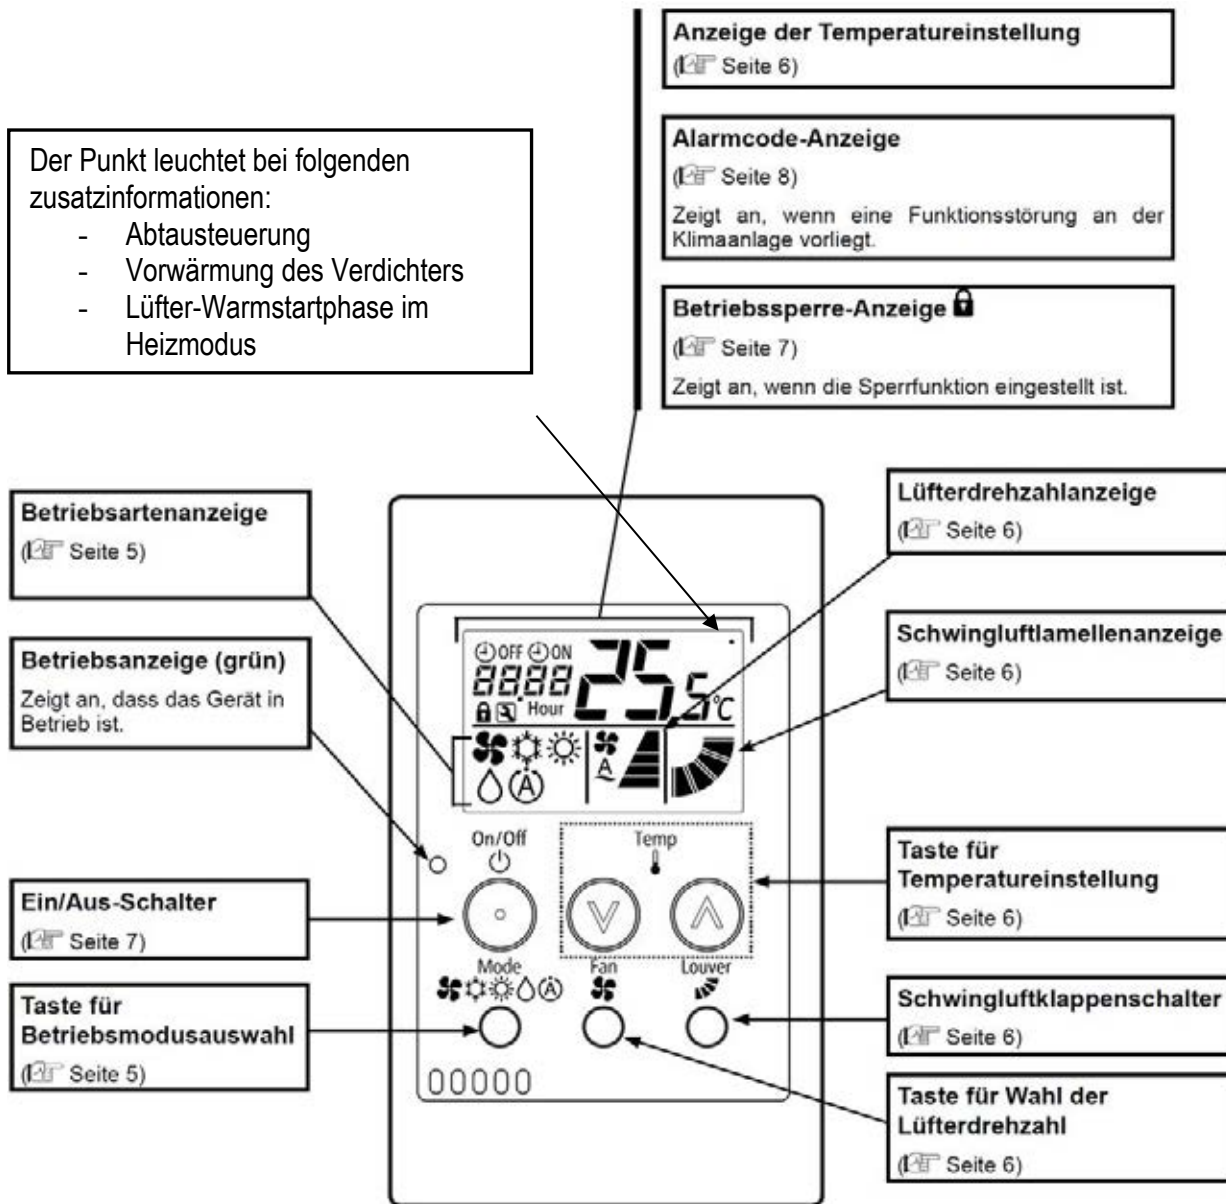 Anzeige der Temperatureinstellung
(☞ Seite 6)
Der Punkt leuchtet bei folgenden
zusatzinformationen:
- Abtausteuerung
- Vorwärmung des Verdichters
- Lüfter-Warmstartphase im
Heizmodus
Alarmcode-Anzeige
(☞ Seite 8)
Zeigt an, wenn eine Funktionsstörung an der
Klimaanlage vorliegt.
Betriebssperre-Anzeige
(☞ Seite 7)
Zeigt an, wenn die Sperrfunktion eingestellt ist.
Betriebsartenanzeige
(☞ Seite 5)
Lüfterdrehzahlanzeige
(☞ Seite 6)
Betriebsanzeige (grün)
Zeigt an, dass das Gerät in
Betrieb ist.
Schwingluftlamellenanzeige
(☞ Seite 6)
OFF ON
88.88 25.5°C
Hour
A
A
On/Off
Temp
Ein/Aus-Schalter
(☞ Seite 7)
Taste für
Temperatureinstellung
(☞ Seite 6)
Mode Fan Louver
A
Taste für
Betriebsmodusauswahl
(☞ Seite 5)
Schwingluftklappenschalter
(☞ Seite 6)
Taste für Wahl der
Lüfterdrehzahl
(☞ Seite 6)